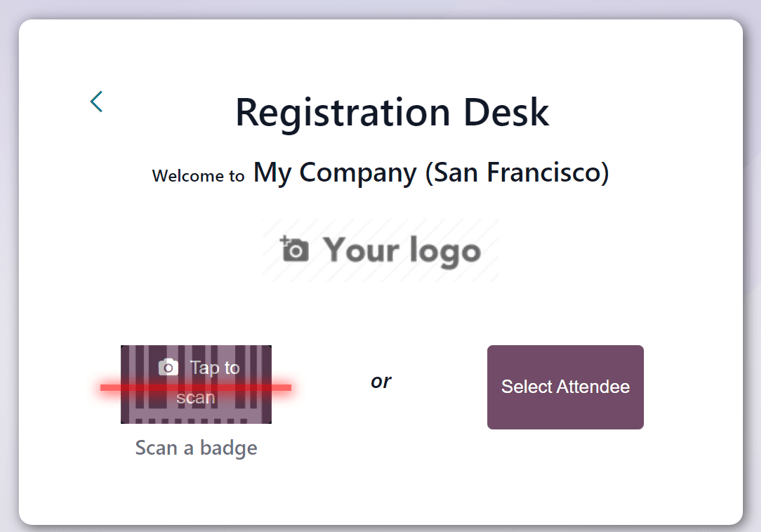 Registration Desk
Welcome to My Company (San Francisco)
Your logo
Tap to
scan
or
Select Attendee
Scan a badge